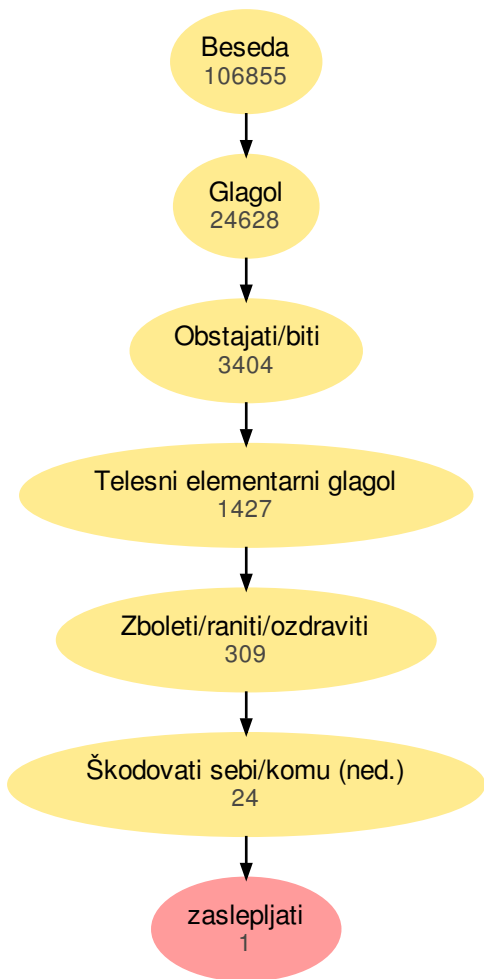 Beseda
106855
Glagol
24628
Obstajati/biti
3404
Telesni elementarni glagol
1427
Zboleti/raniti/ozdraviti
309
Škodovati sebi/komu (ned.)
24
zaslepljati
1